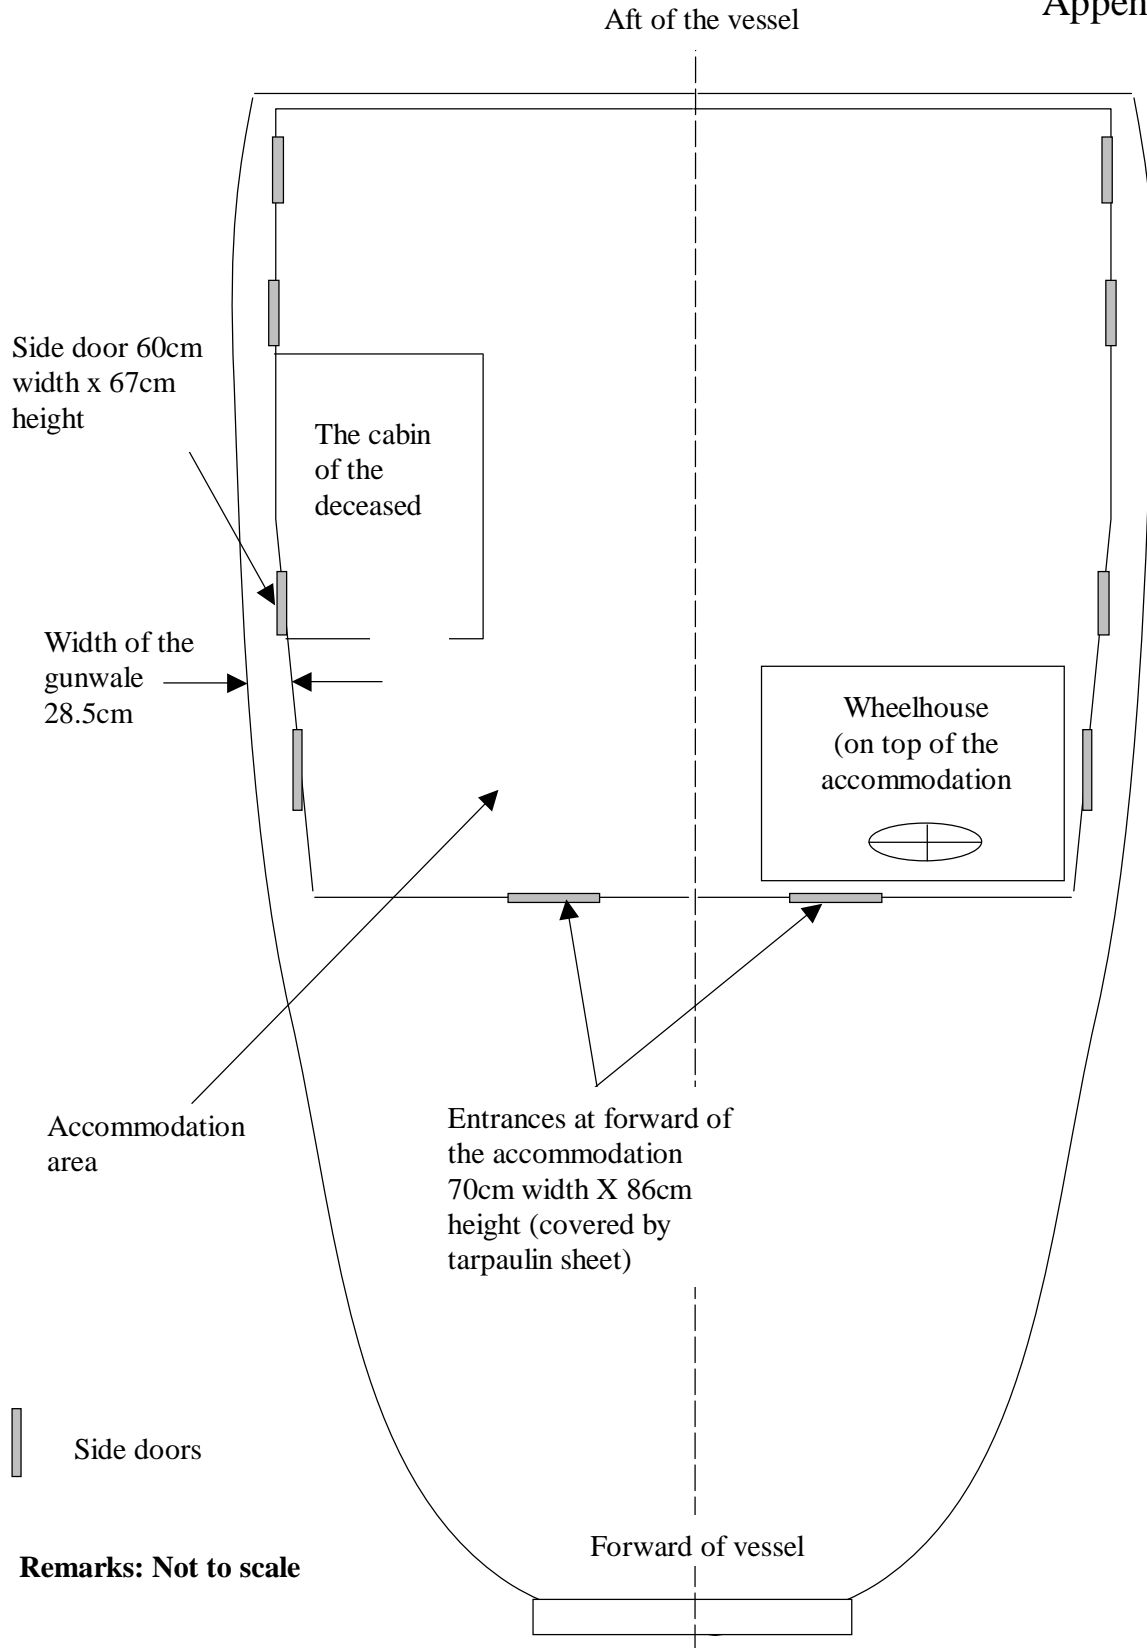 Appen
Aft of the vessel
Side door 60cm
width x 67cm
height
The cabin
of the
deceased
Width of the
gunwale
28.5cm
Wheelhouse
(on top of the
accommodation
Accommodation
area
Entrances at forward of
the accommodation
70cm width X 86cm
height (covered by
tarpaulin sheet)
Side doors
Forward of vessel
Remarks: Not to scale